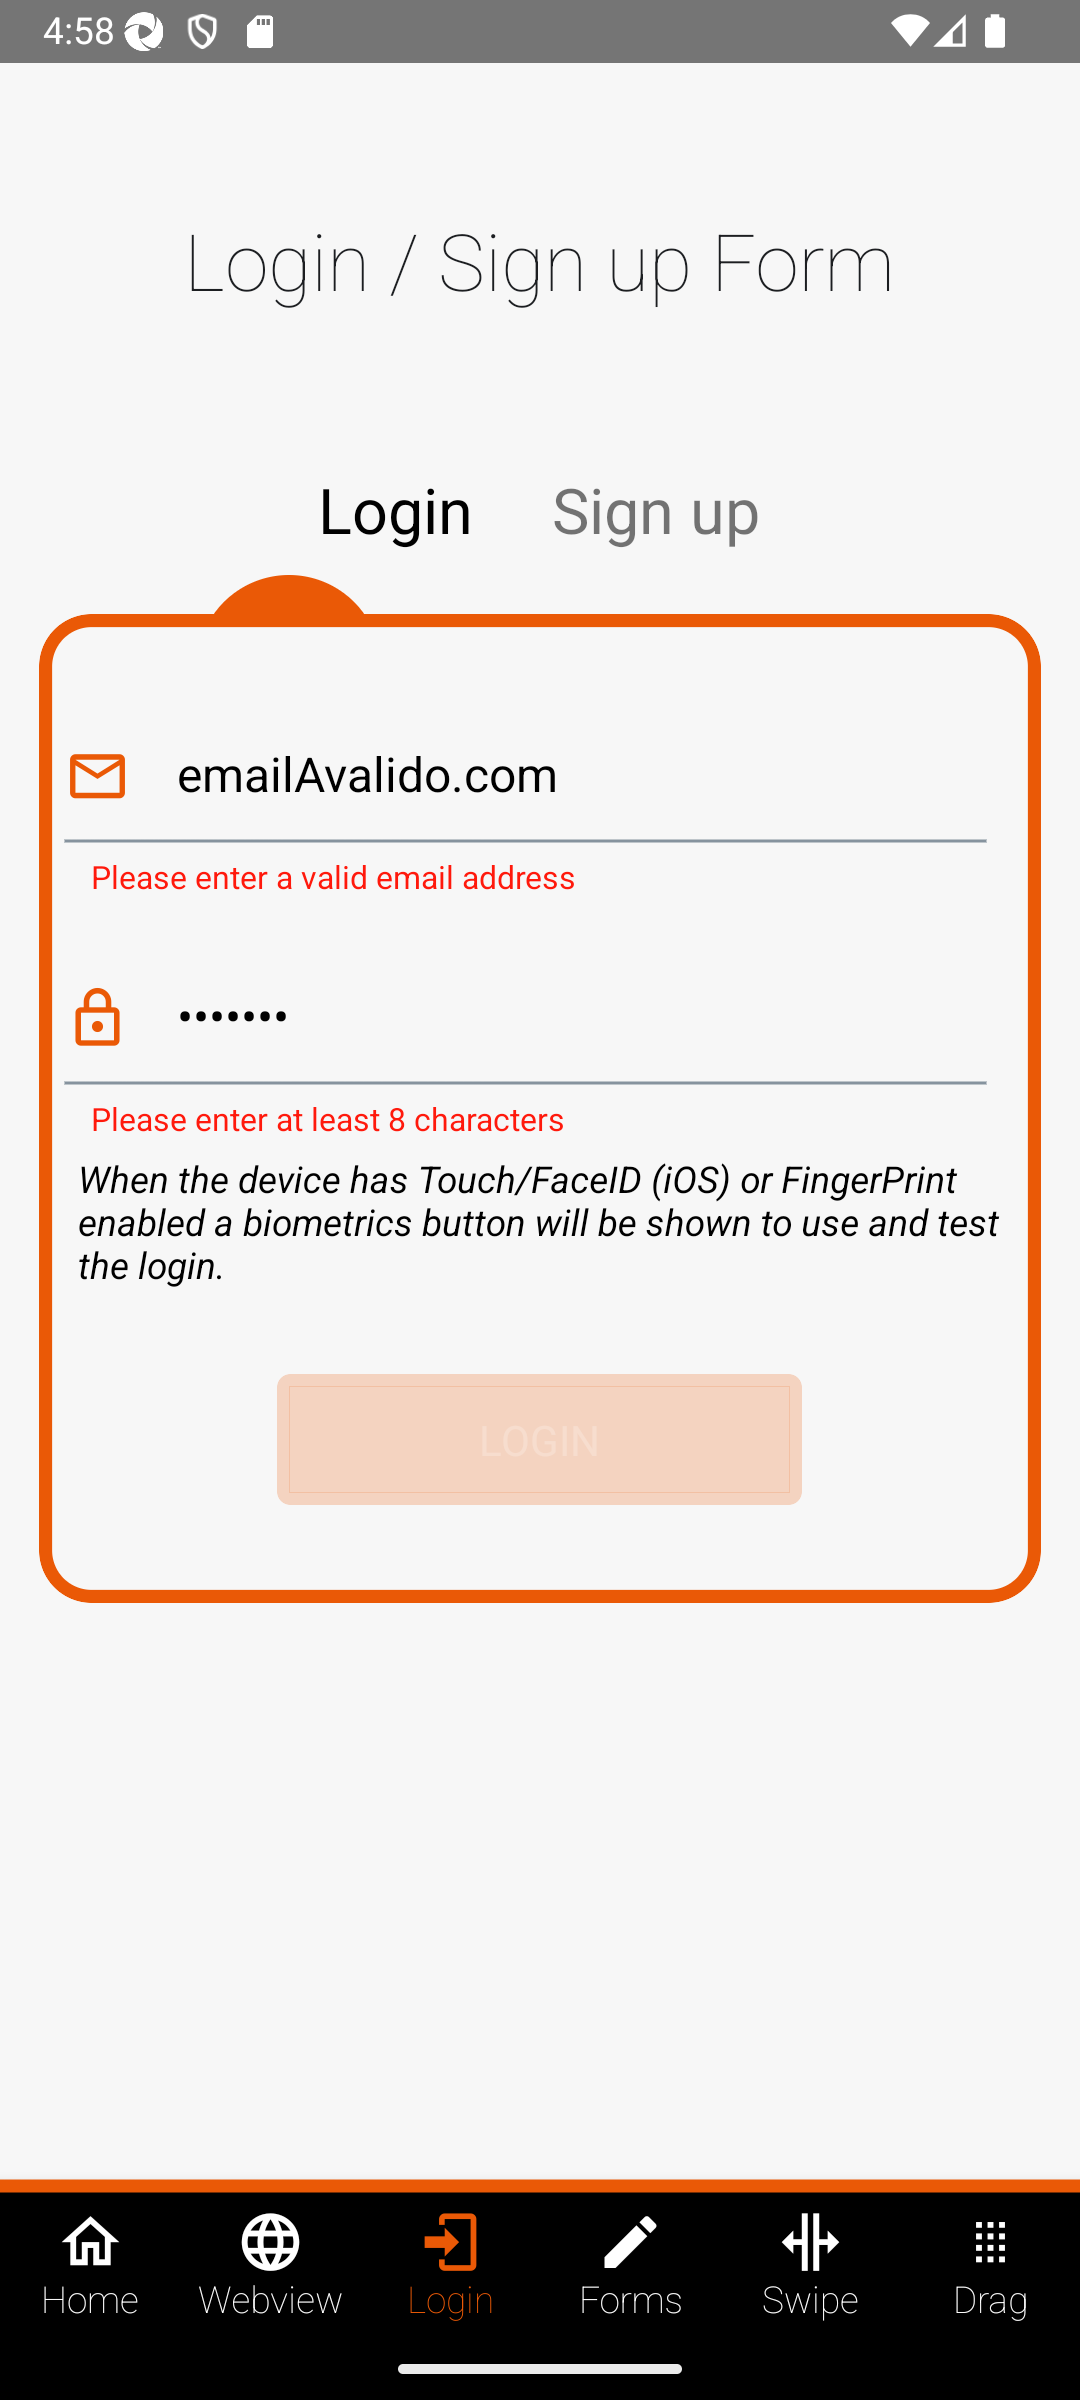 4:58
Login / Sign up Form
Login Sign up
emailAvalido.com
Please enter a valid email address
•••••••
Please enter at least 8 characters
When the device has Touch/FaceID (iOS) or FingerPrint
enabled a biometrics button will be shown to use and test
the login.
LOGIN
Home Webview Login Forms Swipe Drag